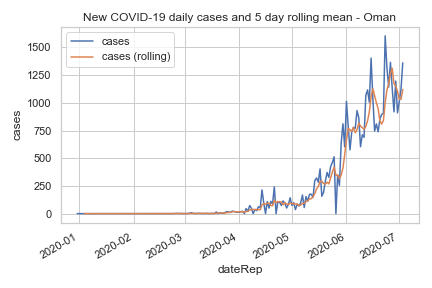 New COVID-19 daily cases and 5 day rolling mean - Oman
cases
cases (rolling)
1500
1250
1000
750
500
250
0
cases
2020-01
2020-02
2020-03
2020-04
2020-05
2020-06
2020-07
dateRep